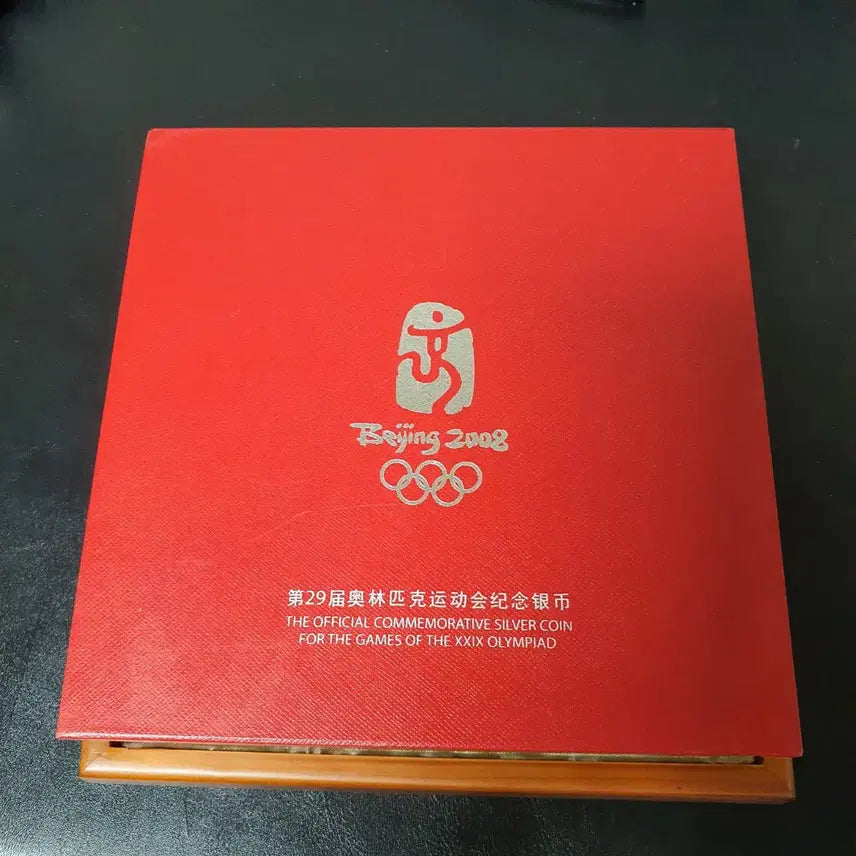 Beijing 2008
第29届奥林匹克运动会纪念银币
THE OFFICIAL COMMEMORATIVE SILVER COIN
FOR THE GAMES OF THE XXIX OLYMPIAD